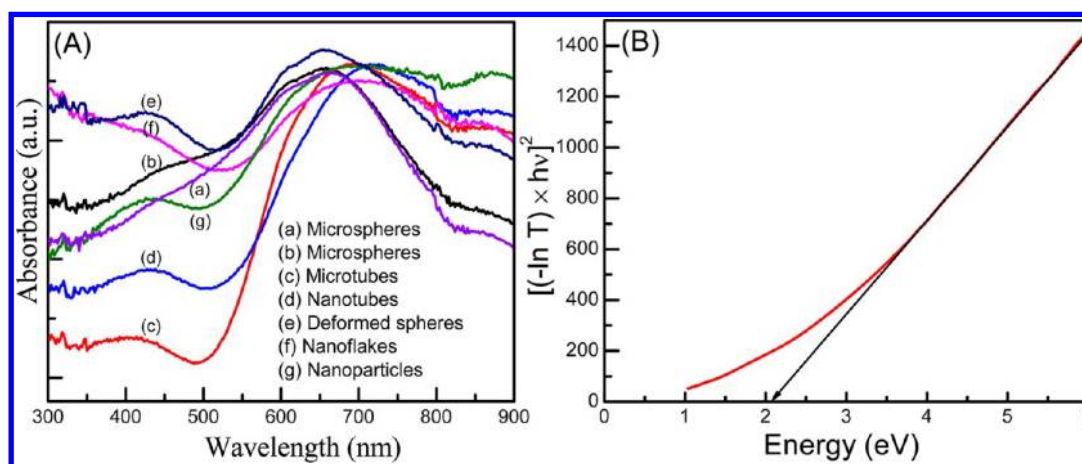 (A)
Absorbance (a.u.)
(e)
(f)
(b)
(a)
(g)
(d)
(c)
(a) Microspheres
(b) Microspheres
(c) Microtubes
(d) Nanotubes
(e) Deformed spheres
(f) Nanoflakes
(g) Nanoparticles
300 400 500 600 700 800 900
Wavelength (nm)
(B)
[(-ln T) × hν]²
1400
1200
1000
800
600
400
200
0
0 1 2 3 4 5
Energy (eV)